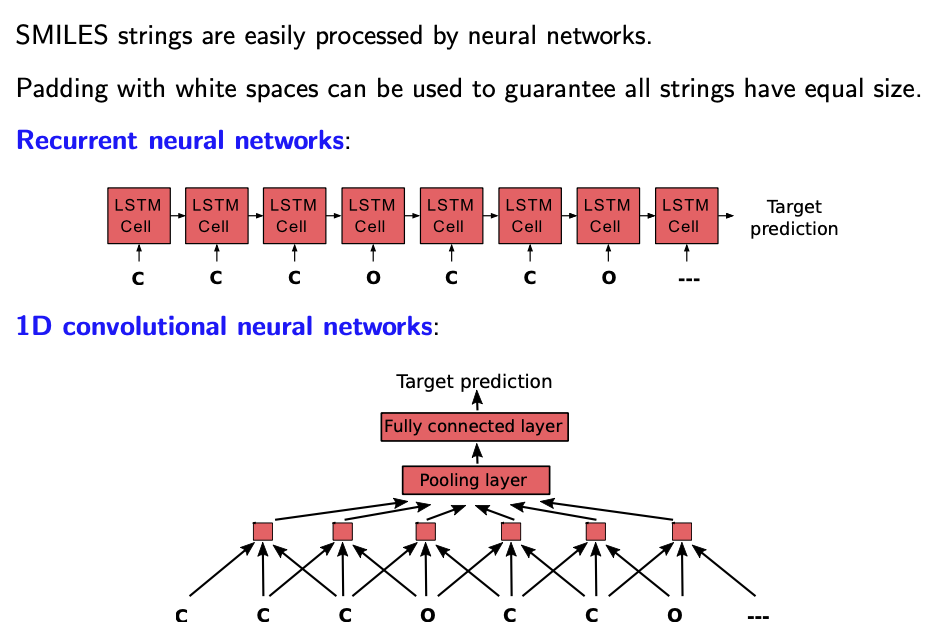 SMILES strings are easily processed by neural networks.
Padding with white spaces can be used to guarantee all strings have equal size.
Recurrent neural networks:
LSTM LSTM LSTM LSTM LSTM LSTM LSTM LSTM Target
Cell Cell Cell Cell Cell Cell Cell Cell prediction
C C C O C C O ---
1D convolutional neural networks:
Target prediction
Fully connected layer
Pooling layer
C C C O C C O ---